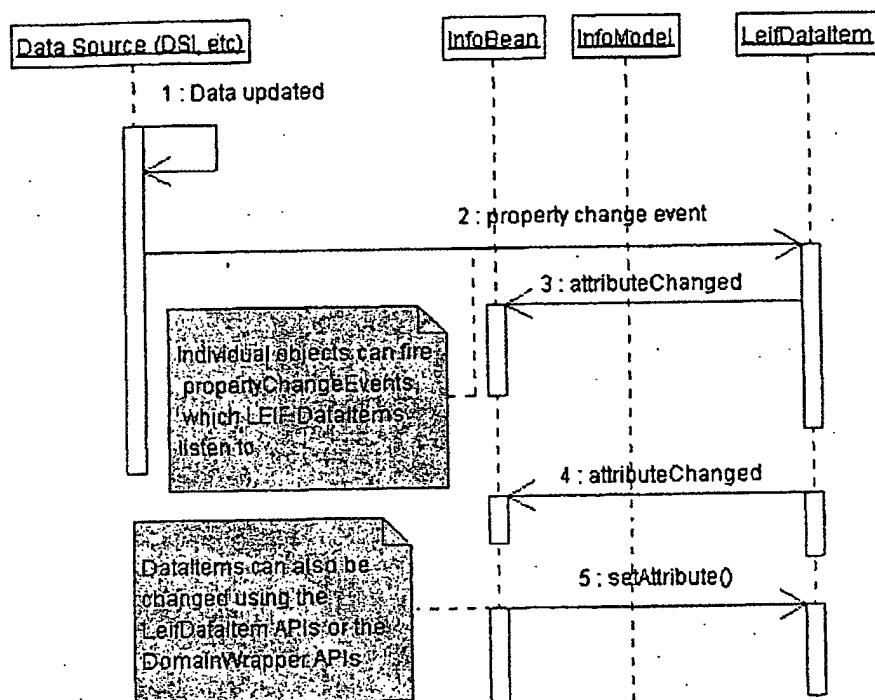 Data Source (DSI, etc)
InfoBean
InfoModel
LeifDataItem
1 : Data updated
2 : property change event
3 : attributeChanged
Individual objects can fire
propertyChangeEvents,
which LEIF DataItems
listen to.
4 : attributeChanged
DataItems can also be
changed using the
LeifDataItem APIs or the
DomainWrapper APIs
5 : setAttribute()